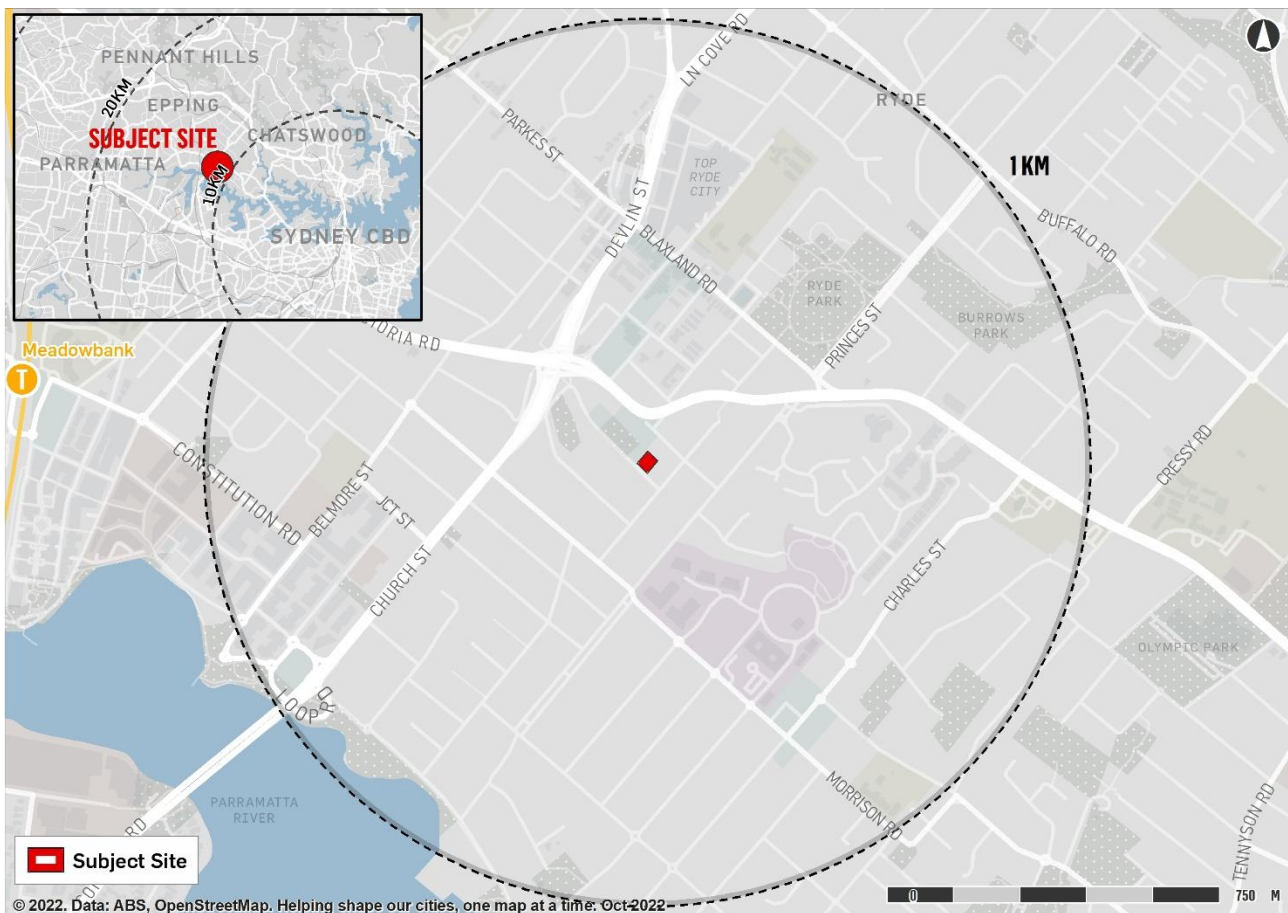 PENNANT HILLS
20KM
EPPING
SUBJECT SITE
CHATSWOOD
PARRAMATTA
10KM
SYDNEY CBD
LN COVE RD
RYDE
PARKES ST
TOP
RYDE
CITY
1 KM
DEVLIN ST
BLAXLAND RD
BUFFALO RD
RYDE
PARK
PRINCES ST
BURROWS
PARK
TORIA RD
Meadowbank
T
CONSTITUTION RD
BELMORE ST
JCT ST
CHURCH ST
CRESSY RD
CHARLES ST
OLYMPIC PARK
LOOP RD
PARRAMATTA
RIVER
MORRISON RD
TENNYSON RD
Subject Site
0 750 M
© 2022. Data: ABS, OpenStreetMap. Helping shape our cities, one map at a time. Oct 2022